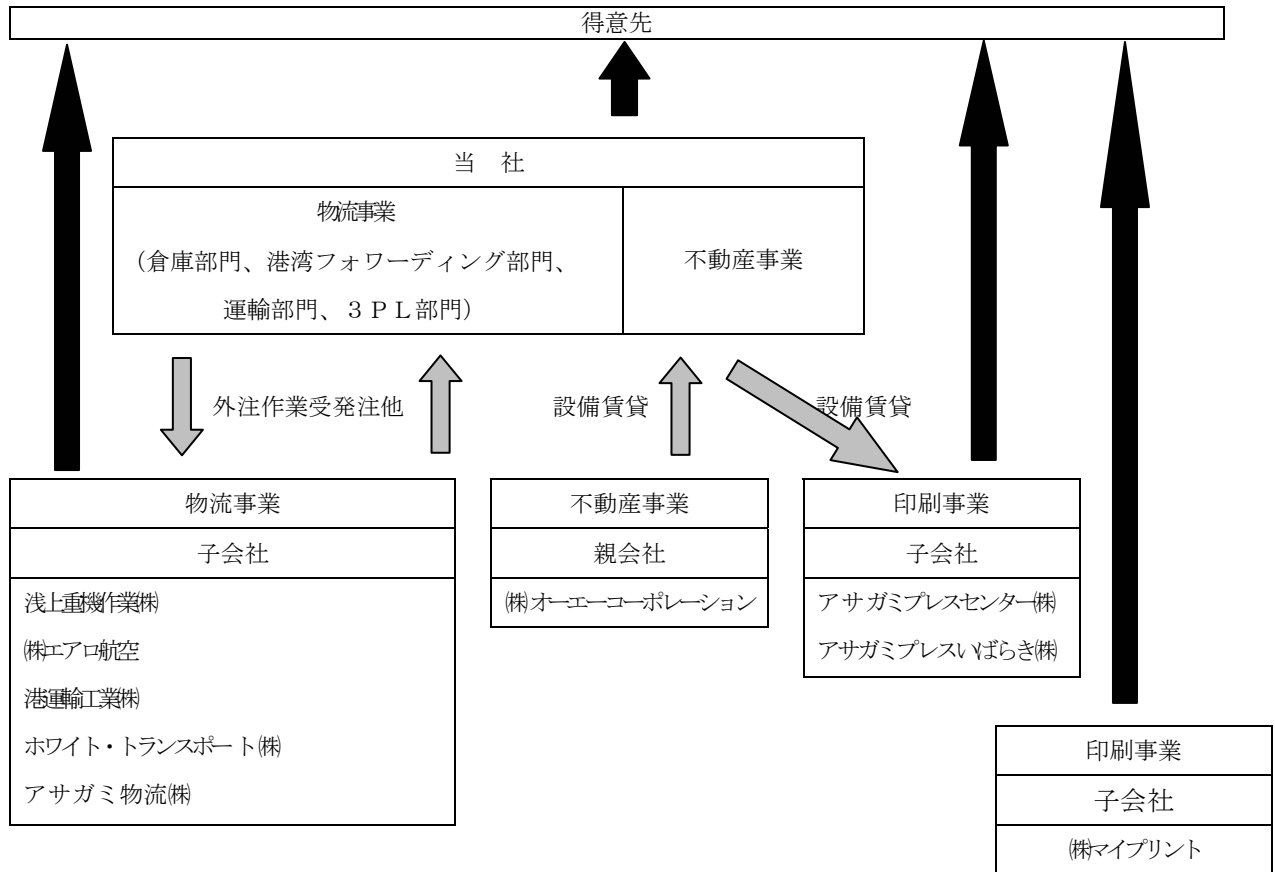 得意先
当 社
物流事業
(倉庫部門、港湾フォワーディング部門、
運輸部門、3PL部門)
不動産事業
外注作業受発注他
設備賃貸
設備賃貸
物流事業
子会社
浅上重機作業㈱
㈱エアロ航空
港運輸工業㈱
ホワイト・トランスポート㈱
アサガミ物流㈱
不動産事業
親会社
㈱オーエーコーポレーション
印刷事業
子会社
アサガミプレスセンター㈱
アサガミプレスいばらき㈱
印刷事業
子会社
㈱マイプリント